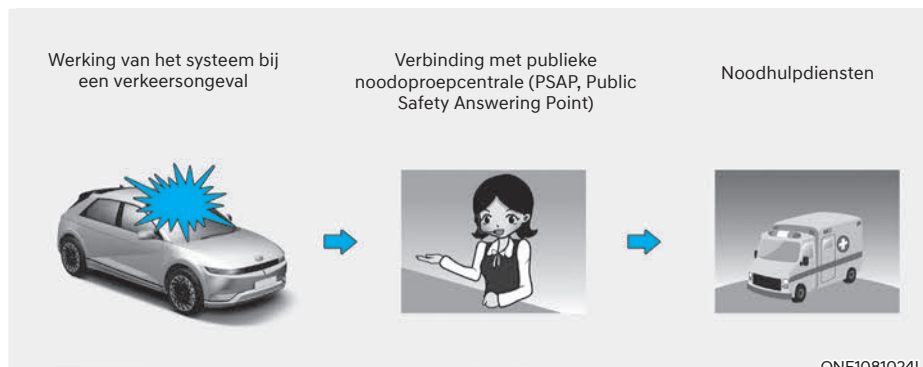 Werking van het systeem bij
een verkeersongeval
Verbinding met publieke
noodoproepcentrale (PSAP, Public
Safety Answering Point)
Noodhulpdiensten